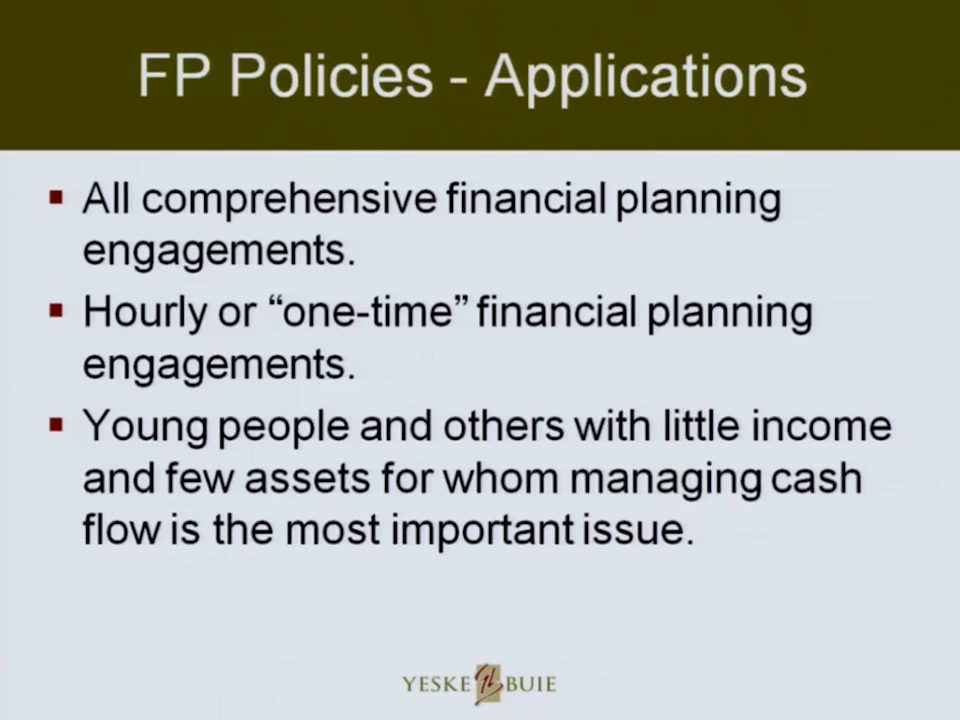 FP Policies - Applications
▪ All comprehensive financial planning
engagements.
▪ Hourly or “one-time” financial planning
engagements.
▪ Young people and others with little income
and few assets for whom managing cash
flow is the most important issue.
YESKE BUIE